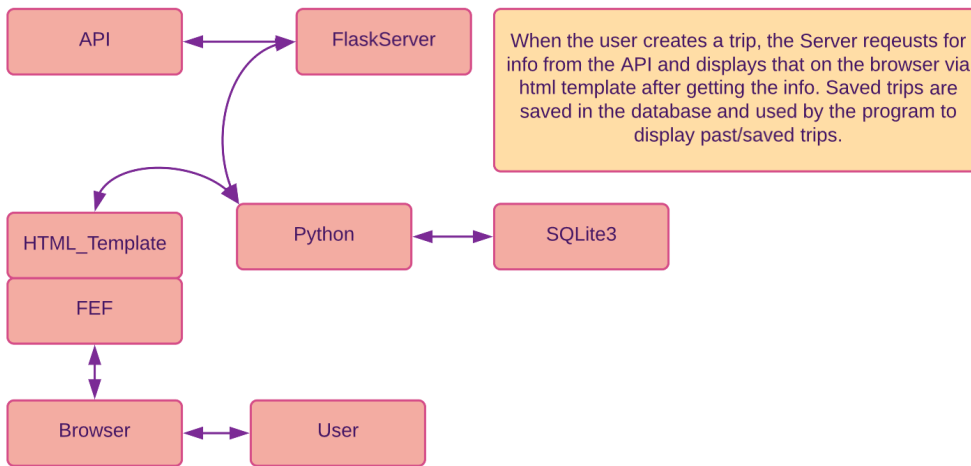 API
FlaskServer
When the user creates a trip, the Server reqeusts for
info from the API and displays that on the browser via
html template after getting the info. Saved trips are
saved in the database and used by the program to
display past/saved trips.
HTML_Template
Python
SQLite3
FEF
Browser
User